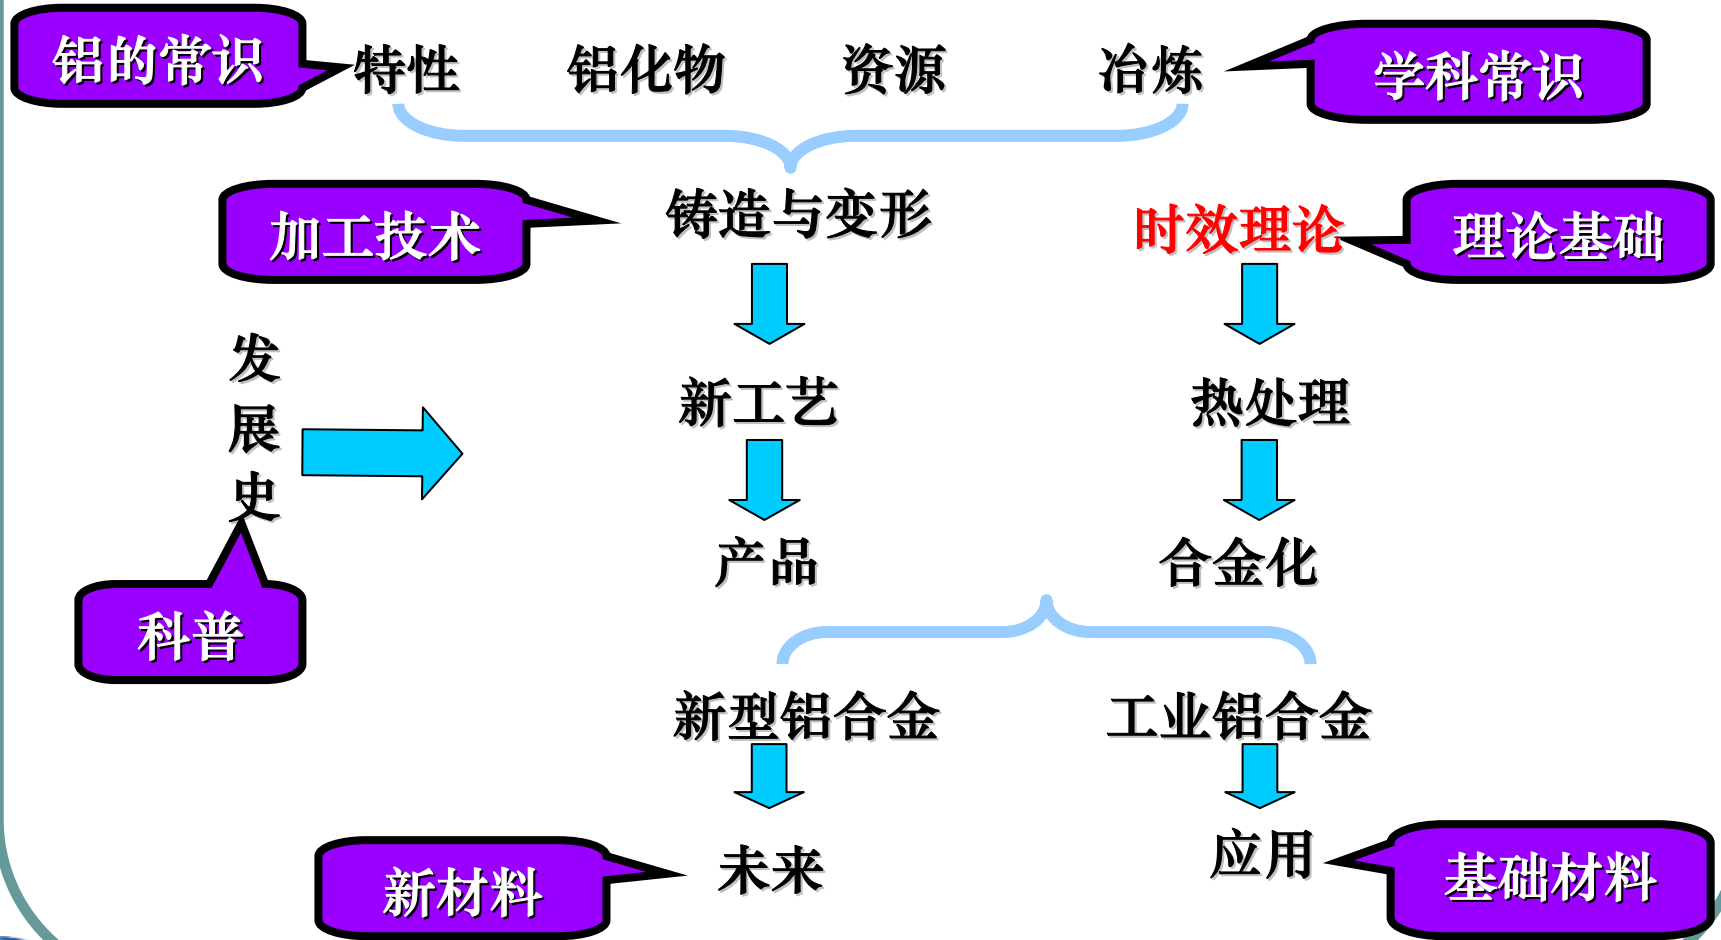 铝的常识
特性 铝化物 资源 冶炼
学科常识
加工技术
铸造与变形
时效理论
理论基础
发展史
新工艺
热处理
产品
合金化
科普
新型铝合金
工业铝合金
新材料
未来
应用
基础材料